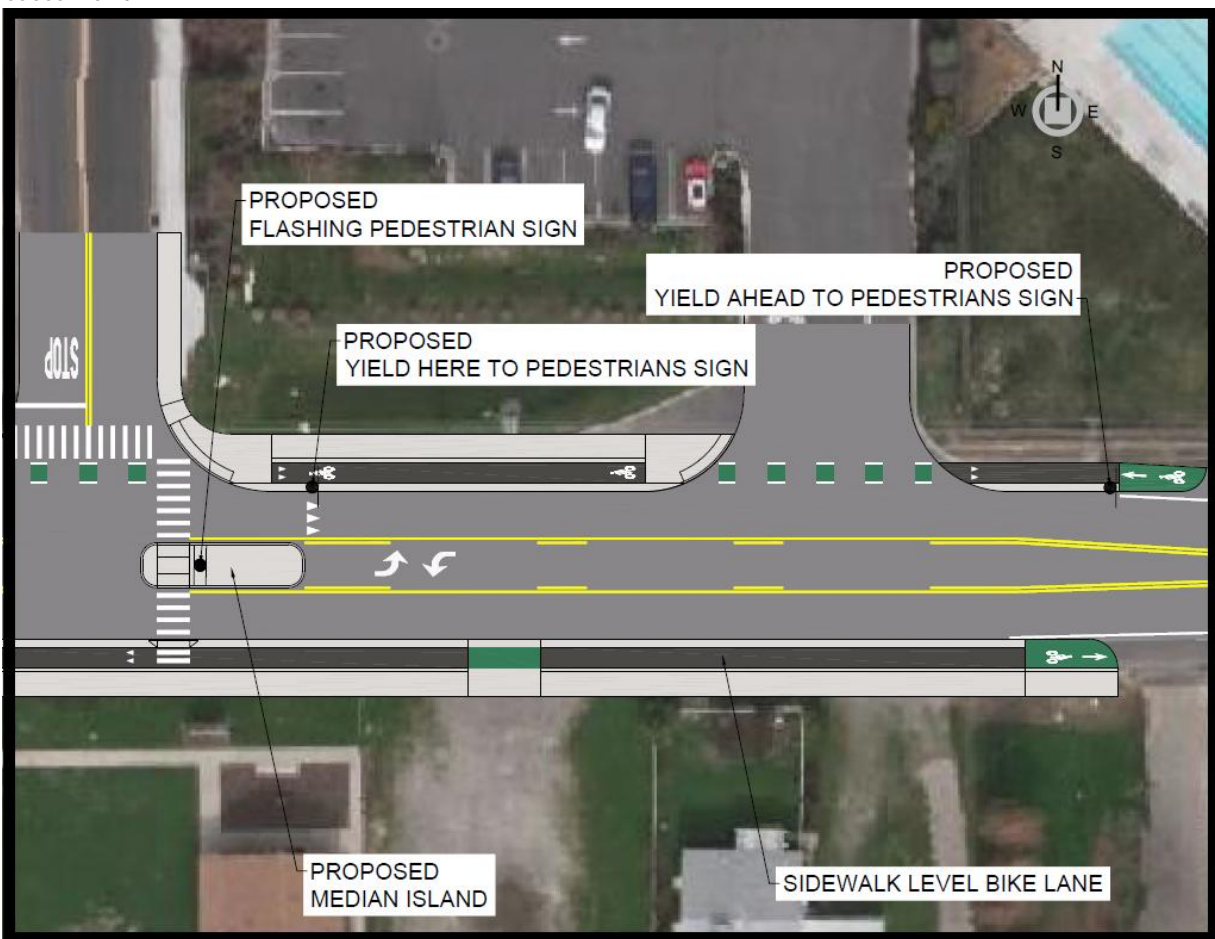 N
W E
S
PROPOSED
FLASHING PEDESTRIAN SIGN
PROPOSED
YIELD AHEAD TO PEDESTRIANS SIGN
PROPOSED
YIELD HERE TO PEDESTRIANS SIGN
STOP
PROPOSED
MEDIAN ISLAND
SIDEWALK LEVEL BIKE LANE